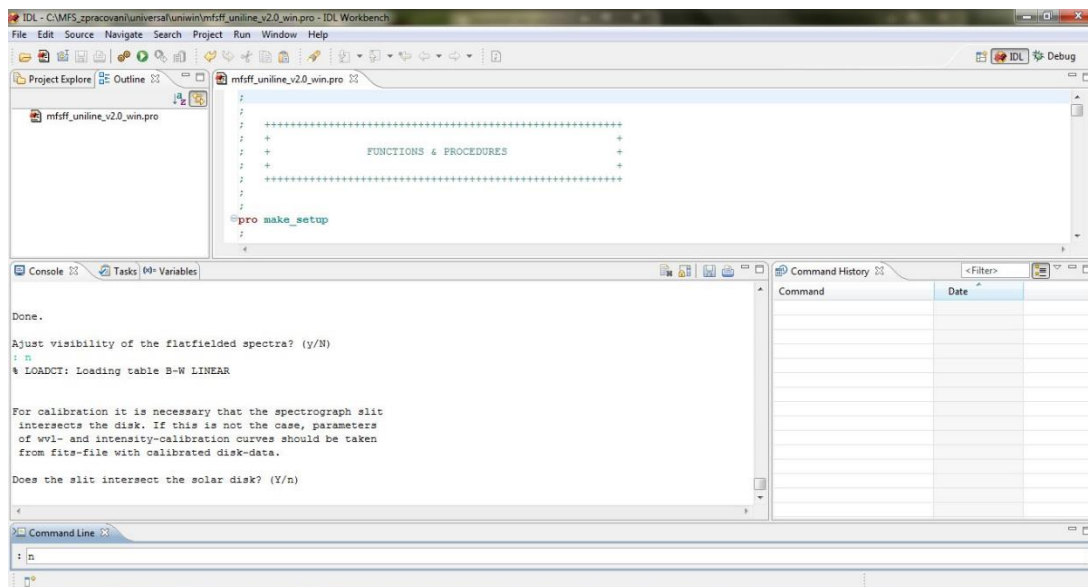 IDL - C:\MFS_zpracovani\universal\uniwin\mfsff_uniline_v2.0_win.pro - IDL Workbench
File Edit Source Navigate Search Project Run Window Help
IDL Debug
Project Explore Outline
mfsff_uniline_v2.0_win.pro
mfsff_uniline_v2.0_win.pro
;
;
; +++++++++++++++++++++++++++++++++++++++++++++++++++++++
; + +
; + FUNCTIONS & PROCEDURES +
; + +
; +++++++++++++++++++++++++++++++++++++++++++++++++++++++
;
;
pro make_setup
;
Console Tasks Variables
Done.
Ajust visibility of the flatfielded spectra? (y/N)
: n
% LOADCT: Loading table B-W LINEAR
For calibration it is necessary that the spectrograph slit
intersects the disk. If this is not the case, parameters
of wvl- and intensity-calibration curves should be taken
from fits-file with calibrated disk-data.
Does the slit intersect the solar disk? (Y/n)
Command History <Filter>
Command Date
Command Line
: n